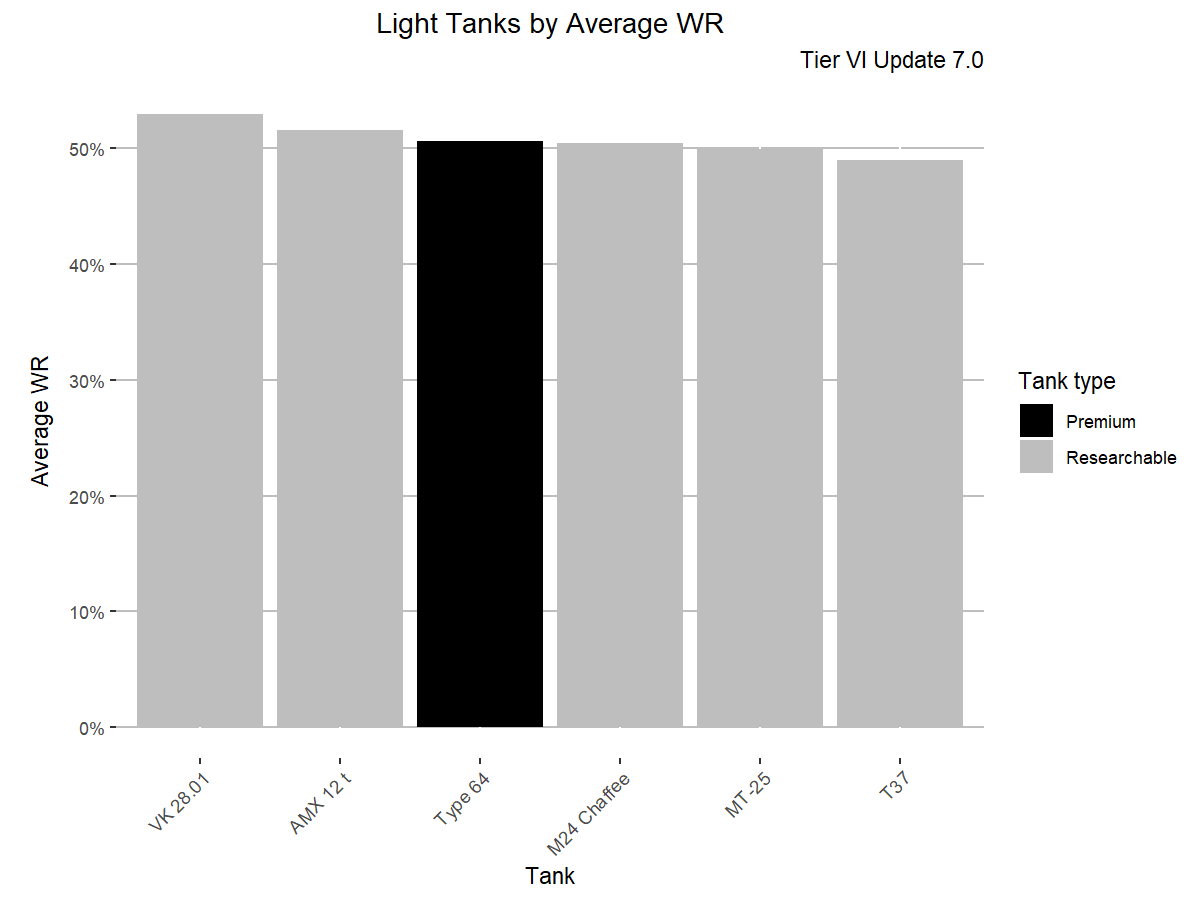 Light Tanks by Average WR
Tier VI Update 7.0
50%
40%
30%
20%
10%
0%
Average WR
VK 28.01
AMX 12 t
Type 64
M24 Chaffee
MT-25
T37
Tank
Tank type
Premium
Researchable